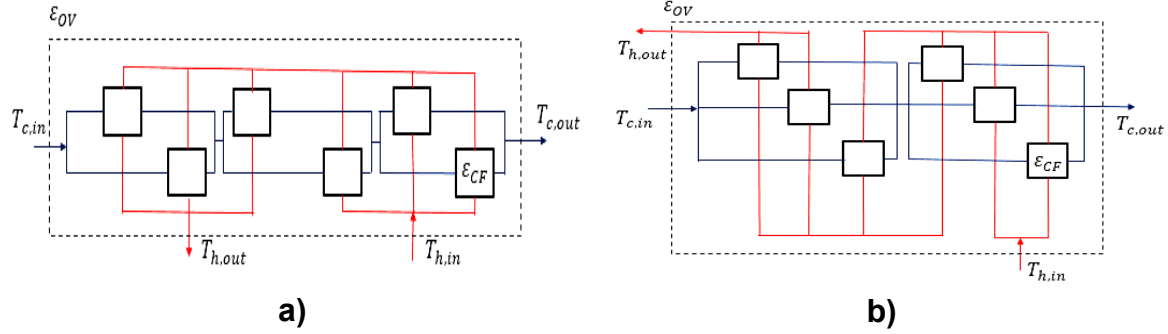 ε_OV
T_c,in
T_c,out
ε_CF
T_h,out
T_h,in
a)
ε_OV
T_h,out
T_c,in
T_c,out
ε_CF
T_h,in
b)